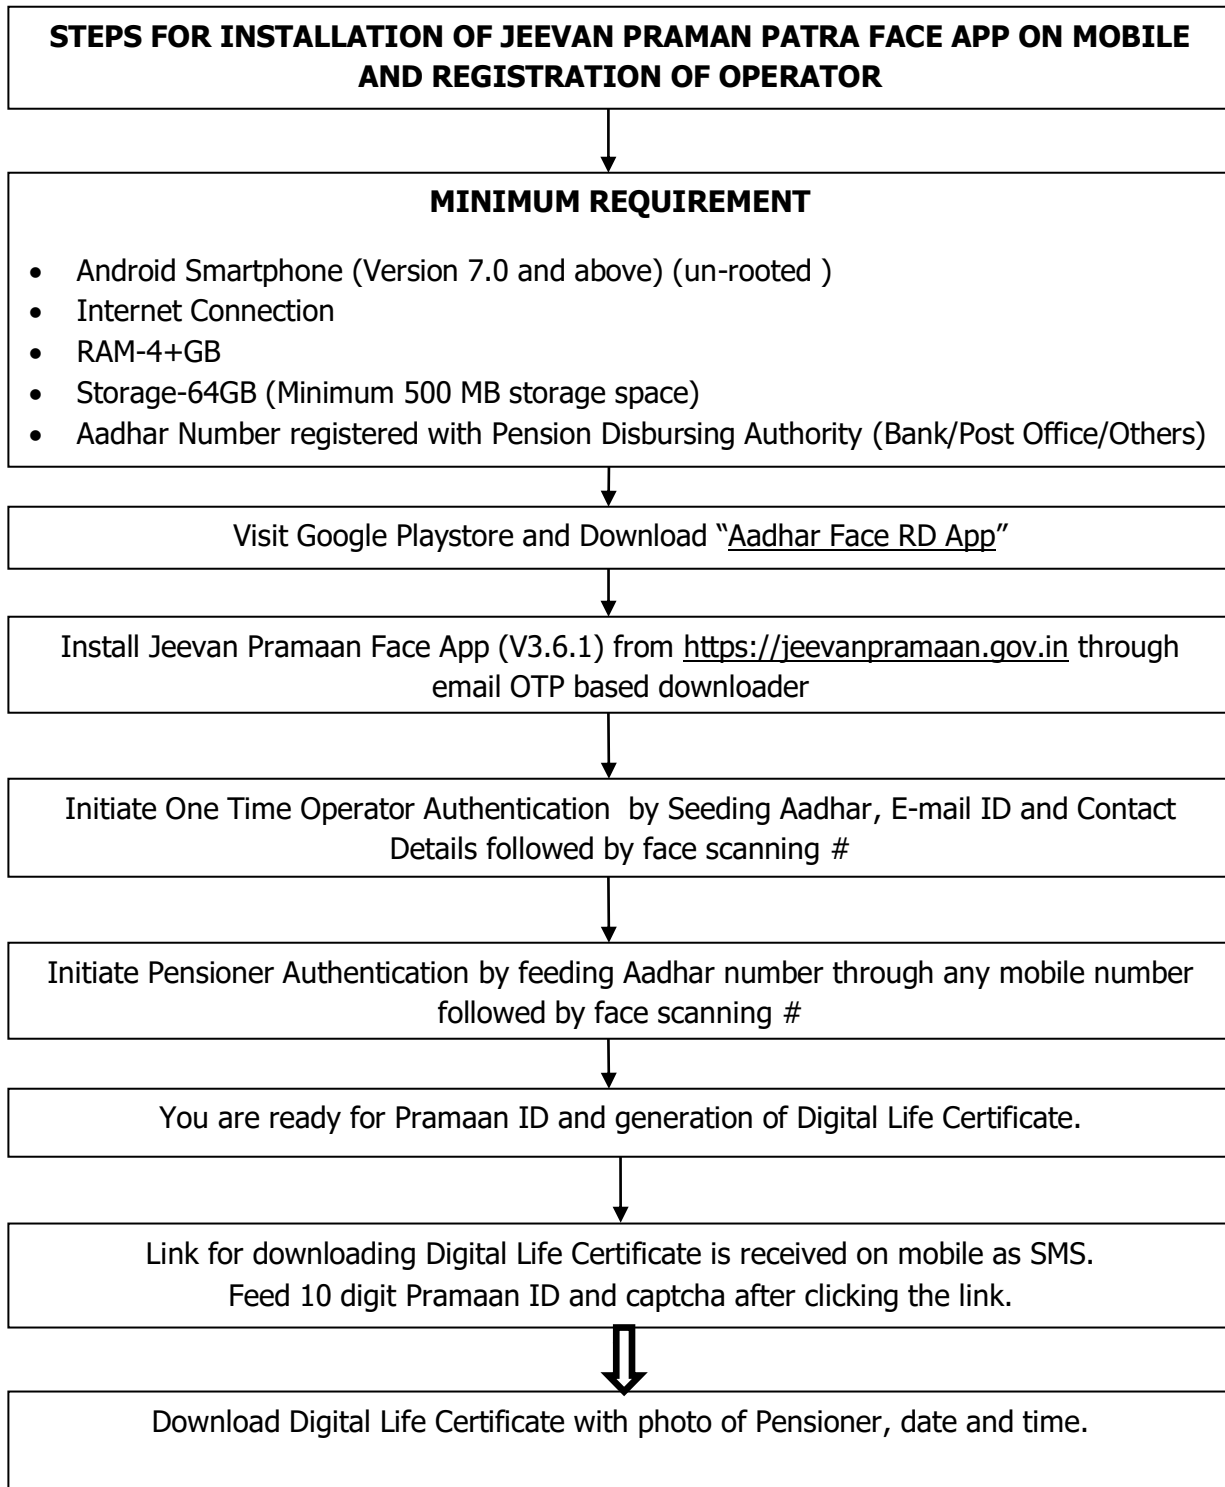 STEPS FOR INSTALLATION OF JEEVAN PRAMAN PATRA FACE APP ON MOBILE
AND REGISTRATION OF OPERATOR
MINIMUM REQUIREMENT
• Android Smartphone (Version 7.0 and above) (un-rooted )
• Internet Connection
• RAM-4+GB
• Storage-64GB (Minimum 500 MB storage space)
• Aadhar Number registered with Pension Disbursing Authority (Bank/Post Office/Others)
Visit Google Playstore and Download “Aadhar Face RD App”
Install Jeevan Pramaan Face App (V3.6.1) from https://jeevanpramaan.gov.in through
email OTP based downloader
Initiate One Time Operator Authentication by Seeding Aadhar, E-mail ID and Contact
Details followed by face scanning #
Initiate Pensioner Authentication by feeding Aadhar number through any mobile number
followed by face scanning #
You are ready for Pramaan ID and generation of Digital Life Certificate.
Link for downloading Digital Life Certificate is received on mobile as SMS.
Feed 10 digit Pramaan ID and captcha after clicking the link.
Download Digital Life Certificate with photo of Pensioner, date and time.